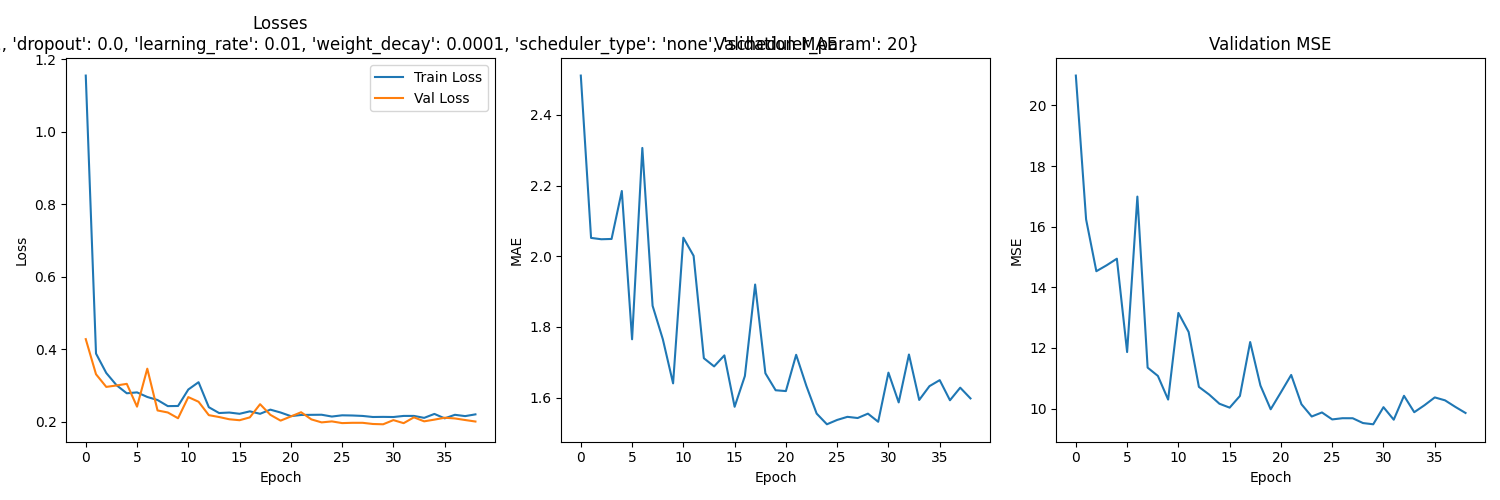 Losses
, 'dropout': 0.0, 'learning_rate': 0.01, 'weight_decay': 0.0001, 'scheduler_type': 'none', 'scheduler_param': 20}
Validation MAE
Validation MSE
1.2
1.0
0.8
0.6
0.4
0.2
Loss
Train Loss
Val Loss
0 5 10 15 20 25 30 35
Epoch
2.4
2.2
2.0
1.8
1.6
MAE
0 5 10 15 20 25 30 35
Epoch
20
18
16
14
12
10
MSE
0 5 10 15 20 25 30 35
Epoch